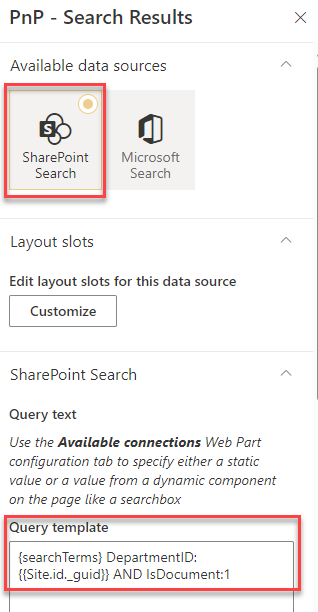 PnP - Search Results
Available data sources
SharePoint
Search
Microsoft
Search
Layout slots
Edit layout slots for this data source
Customize
SharePoint Search
Query text
Use the Available connections Web Part
configuration tab to specify either a static
value or a value from a dynamic component
on the page like a searchbox
Query template
{searchTerms} DepartmentID:
{{Site.id._guid}} AND IsDocument:1